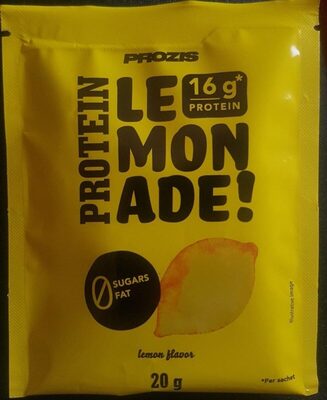 PROZIS
PROTEIN
LE
MON
ADE!
16 g*
PROTEIN
0 SUGARS
FAT
Illustrative image
lemon flavor
20 g
*Per sachet